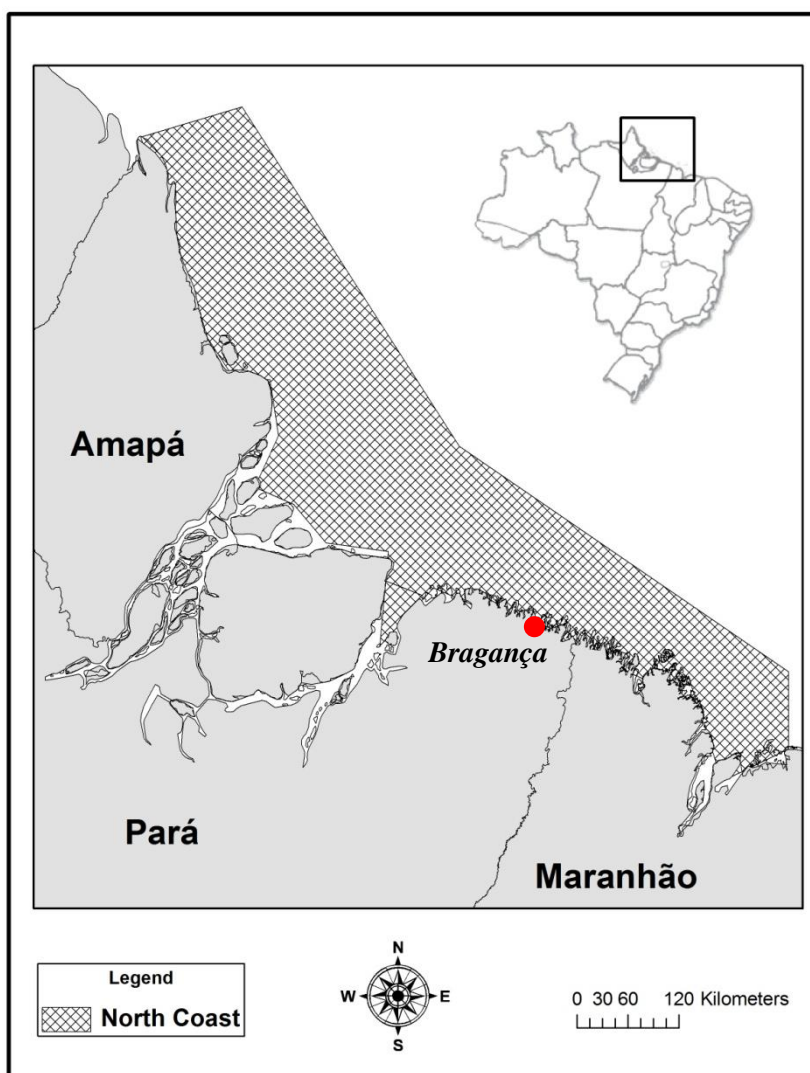 Amapá
Bragança
Pará
Maranhão
Legend
North Coast
N
W E
S
0 30 60 120 Kilometers